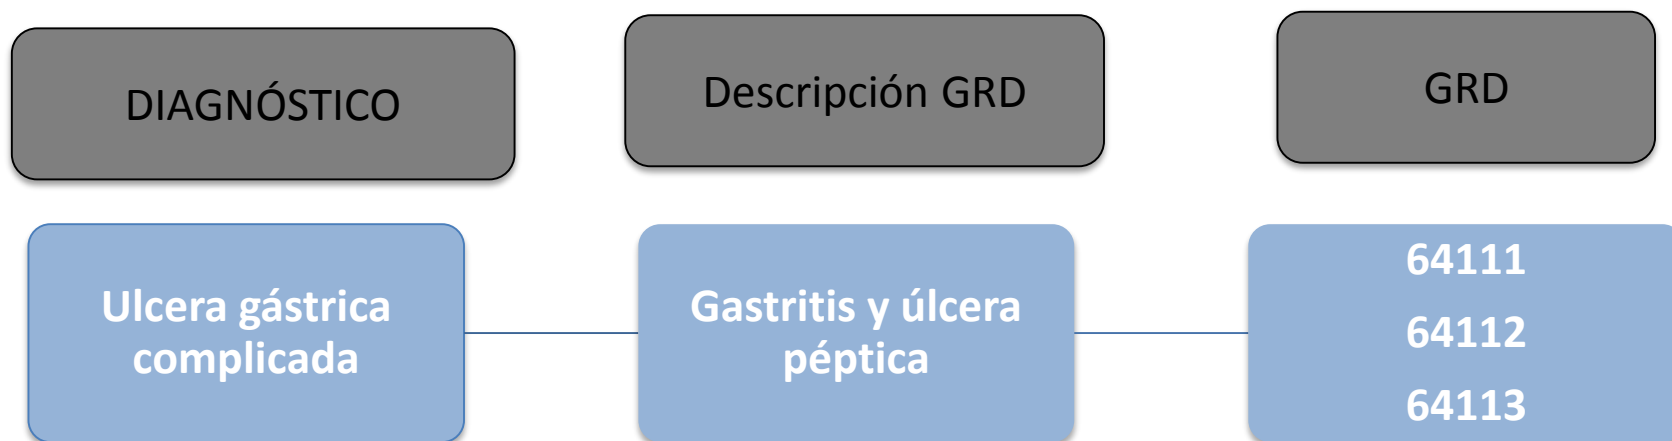 DIAGNÓSTICO
Descripción GRD
GRD
Ulcera gástrica
complicada
Gastritis y úlcera
péptica
64111
64112
64113